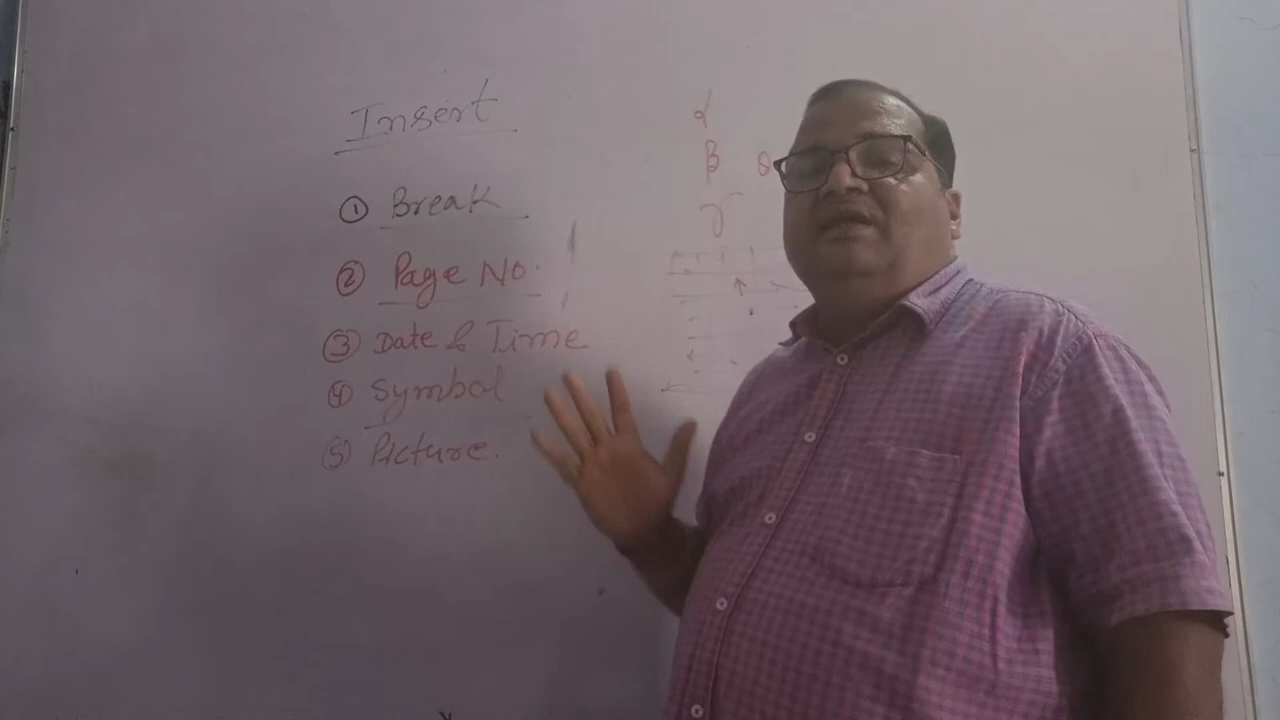 Insert
① Break
② Page No.
③ Date & Time
④ Symbol
⑤ Picture.
α
β θ
γ